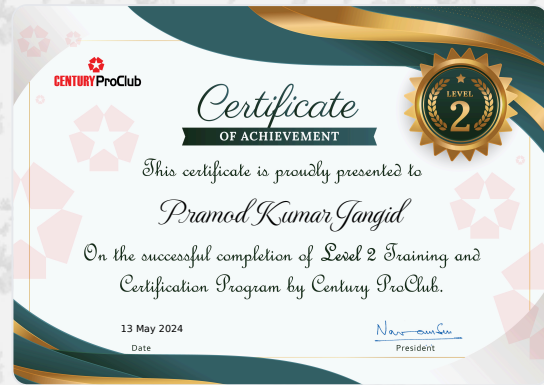 CENTURY ProClub
Certificate
OF ACHIEVEMENT
LEVEL
2
This certificate is proudly presented to
Pramod Kumar Jangid
On the successful completion of Level 2 Training and
Certification Program by Century ProClub.
13 May 2024
Date
President